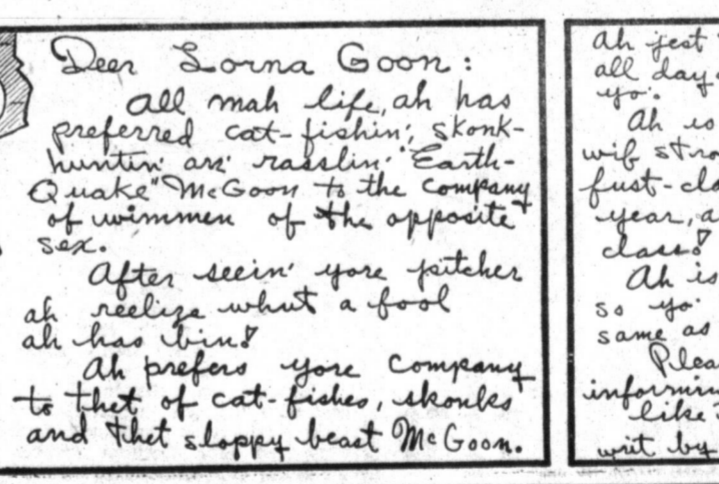 Deer Lorna Goon:
All mah life, ah has
preferred cat-fishin', skonk-
huntin' an' rasslin' "Earth-
Quake" McGoon to the company
of wimmen of the opposite
sex.
After seein' yore pitcher
ah reelize whut a fool
ah has bin!
Ah prefers yore company
to thet of cat-fishes, skonks
and thet sloppy beast McGoon.
Ah jest
all day
yo'.
Ah is
wif stro
fust-cla
year, a
class!
Ah is
so yo'
same as
Plea
informin
like
writ by